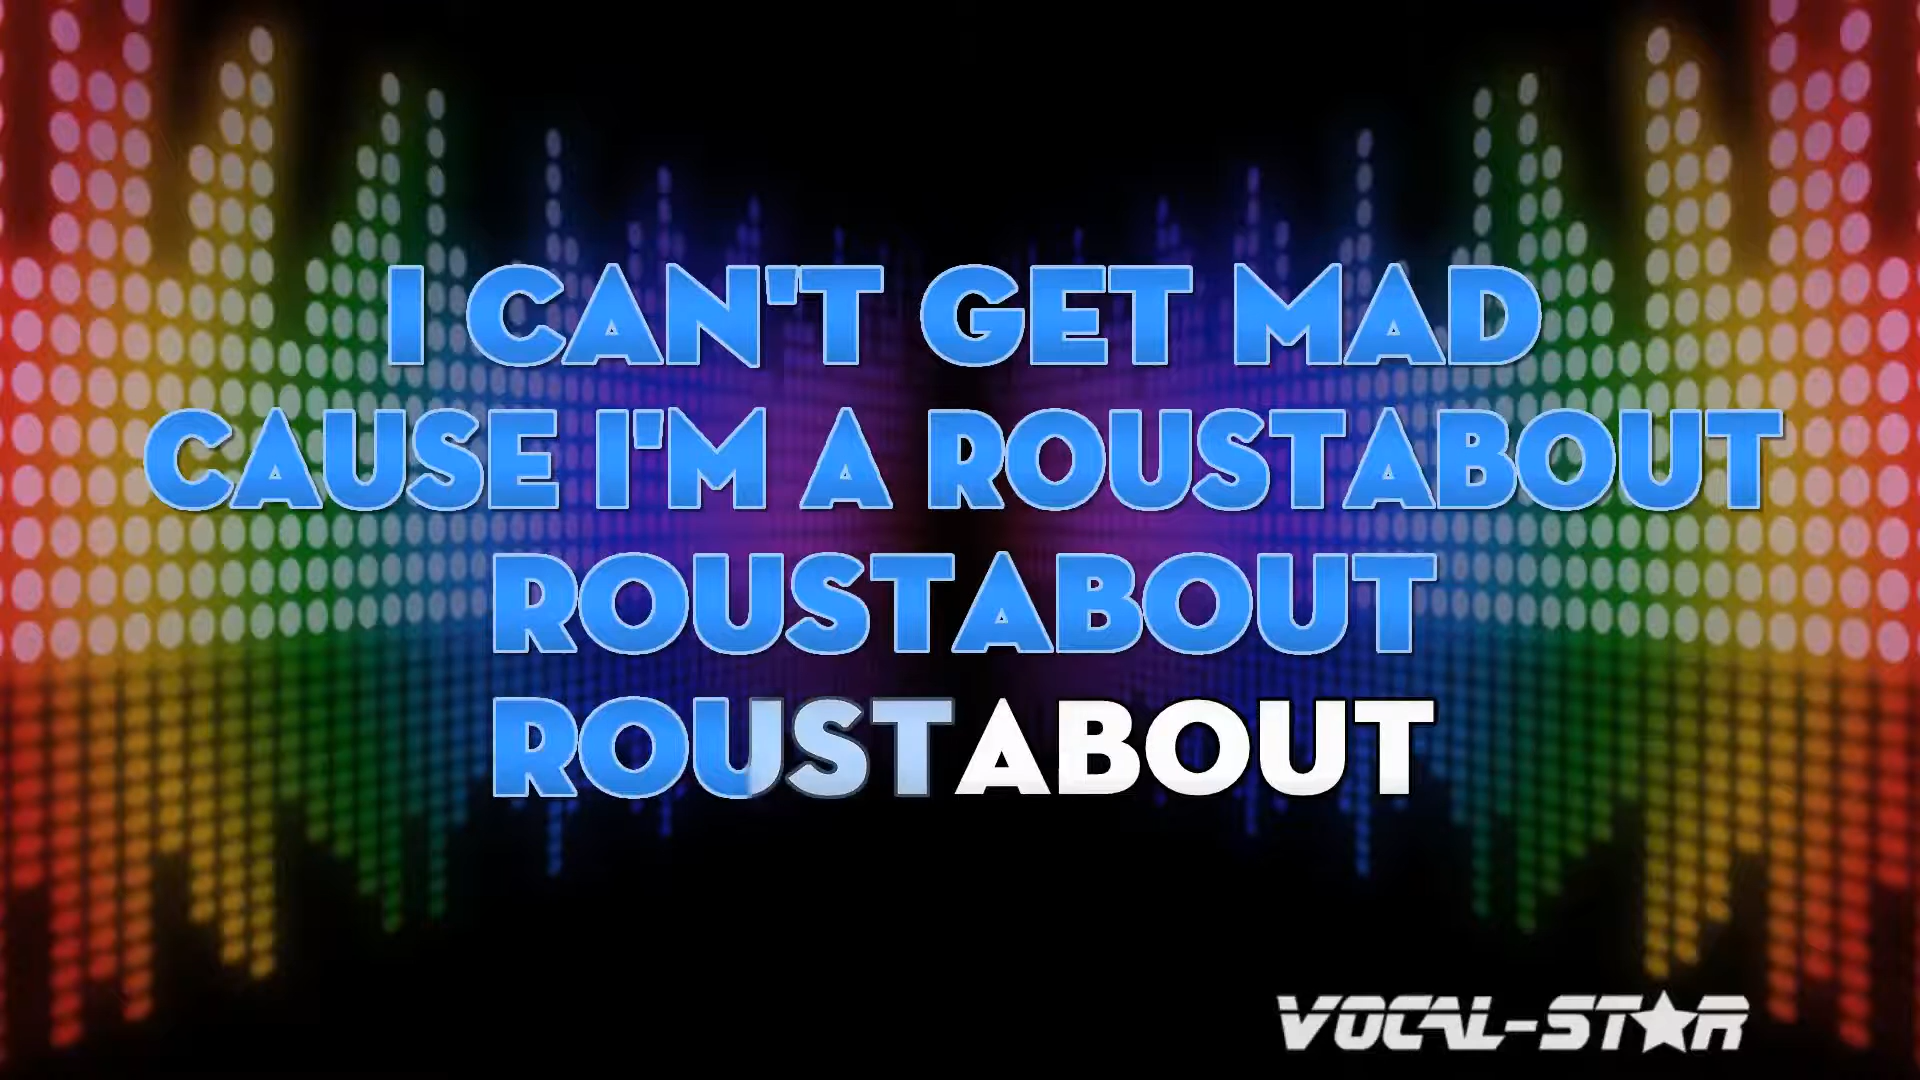 I CAN'T GET MAD
CAUSE I'M A ROUSTABOUT
ROUSTABOUT
ROUSTABOUT
VOCAL-STAR